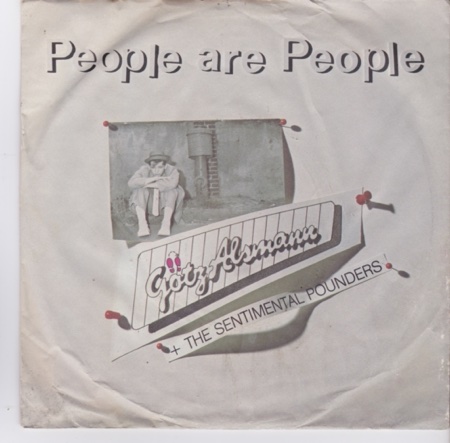 People are People
Götz Alsmann
+ THE SENTIMENTAL POUNDERS!